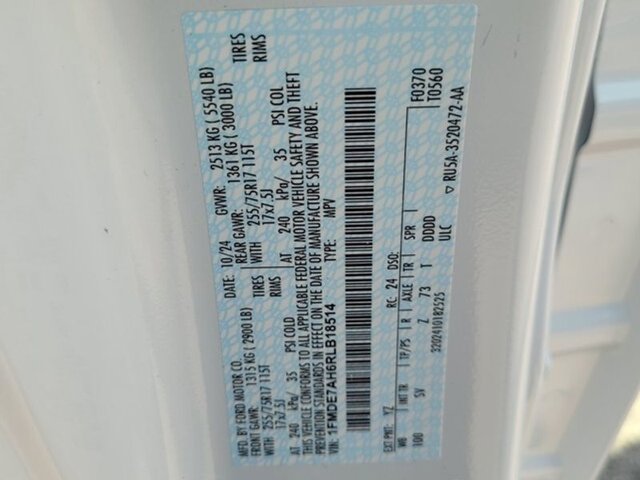 MFD BY FORD MOTOR CO.
DATE: 10/24 GVWR: 2513 KG ( 5540 LB)
FRONT GAWR: 1315 KG ( 2900 LB) REAR GAWR: 1361 KG ( 3000 LB)
WITH 255/75R17 115T TIRES WITH 255/75R17 115T TIRES
17x7.5J RIMS 17x7.5J RIMS
AT 240 kPa/ 35 PSI COLD AT 240 kPa/ 35 PSI COL
THIS VEHICLE CONFORMS TO ALL APPLICABLE FEDERAL MOTOR VEHICLE SAFETY AND THEFT
PREVENTION STANDARDS IN EFFECT ON THE DATE OF MANUFACTURE SHOWN ABOVE.
VIN: 1FMDE7AH6RLB18514 TYPE: MPV
F0370
T0560
EXT PNT: YZ RC: 24 DSO:
WB INT TR TP/PS R AXLE TR SPR
100 SV Z 73 T DDDD
3202410182525 ULC
▽ RU5A-3520472-AA